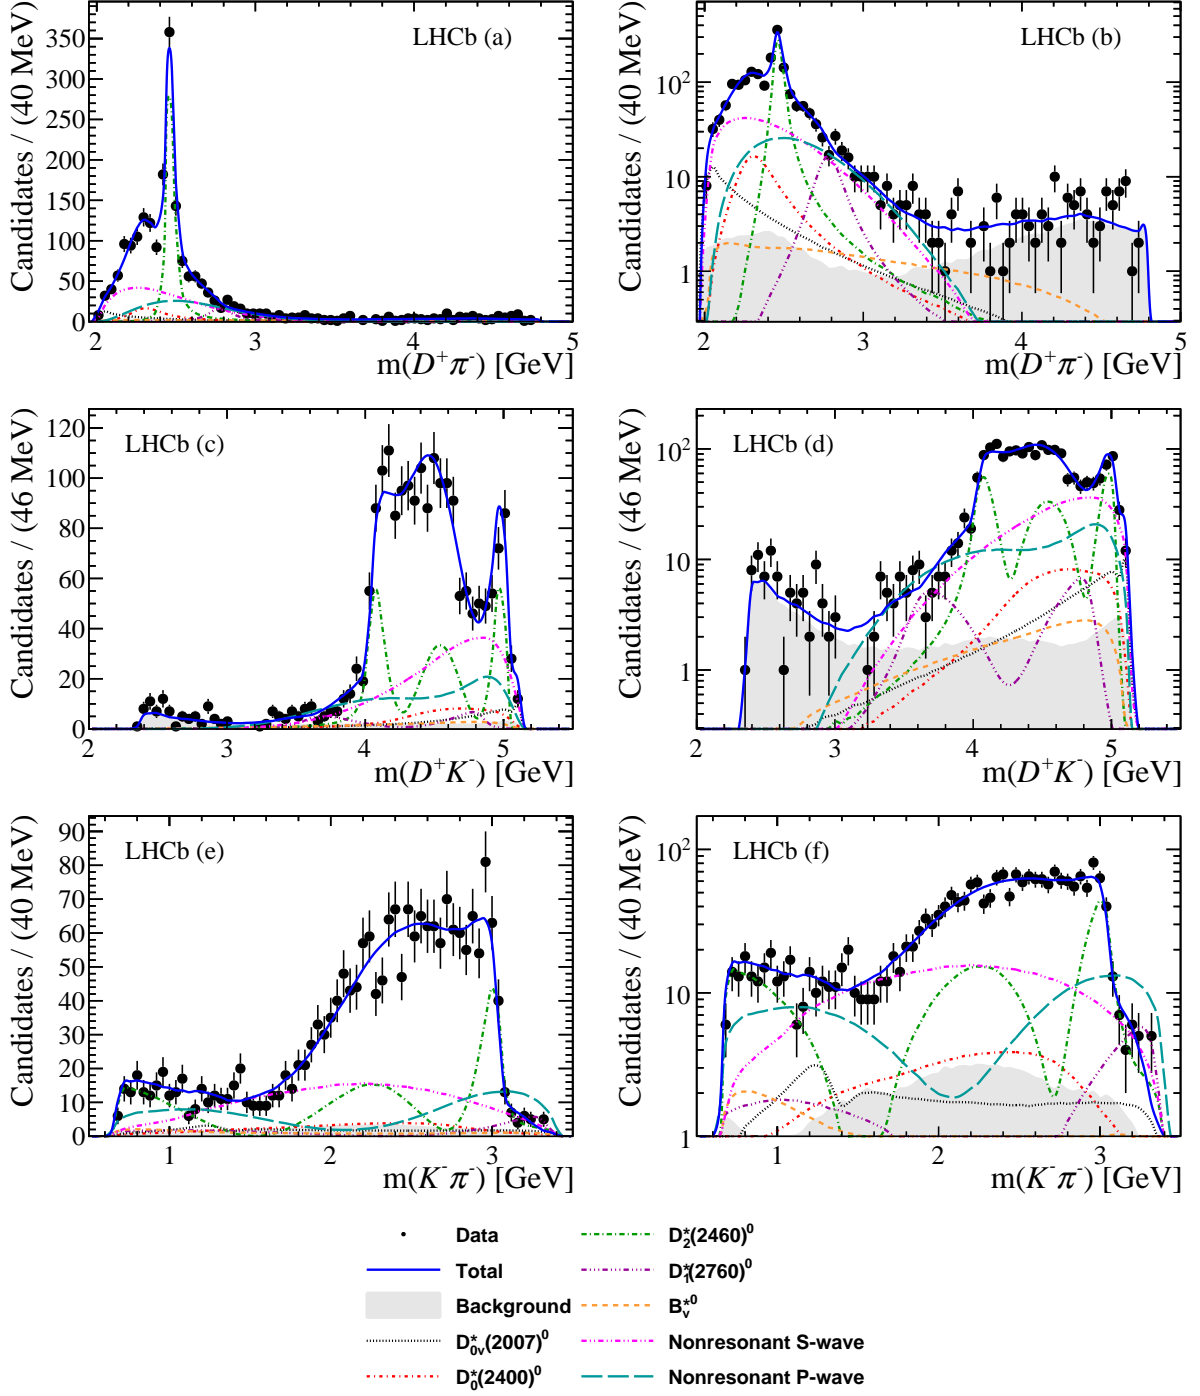 LHCb (a)
Candidates / (40 MeV)
350
300
250
200
150
100
50
0
2 3 4 5
m(D⁺π⁻) [GeV]
LHCb (b)
Candidates / (40 MeV)
10²
10
1
2 3 4 5
m(D⁺π⁻) [GeV]
LHCb (c)
Candidates / (46 MeV)
120
100
80
60
40
20
0
2 3 4 5
m(D⁺K⁻) [GeV]
LHCb (d)
Candidates / (46 MeV)
10²
10
1
2 3 4 5
m(D⁺K⁻) [GeV]
LHCb (e)
Candidates / (40 MeV)
90
80
70
60
50
40
30
20
10
0
1 2 3
m(K⁻π⁻) [GeV]
LHCb (f)
Candidates / (40 MeV)
10²
10
1
1 2 3
m(K⁻π⁻) [GeV]
Data
Total
Background
D*₀ᵥ(2007)⁰
D*₀(2400)⁰
D*₂(2460)⁰
D*₁(2760)⁰
Bᵥ*⁰
Nonresonant S-wave
Nonresonant P-wave